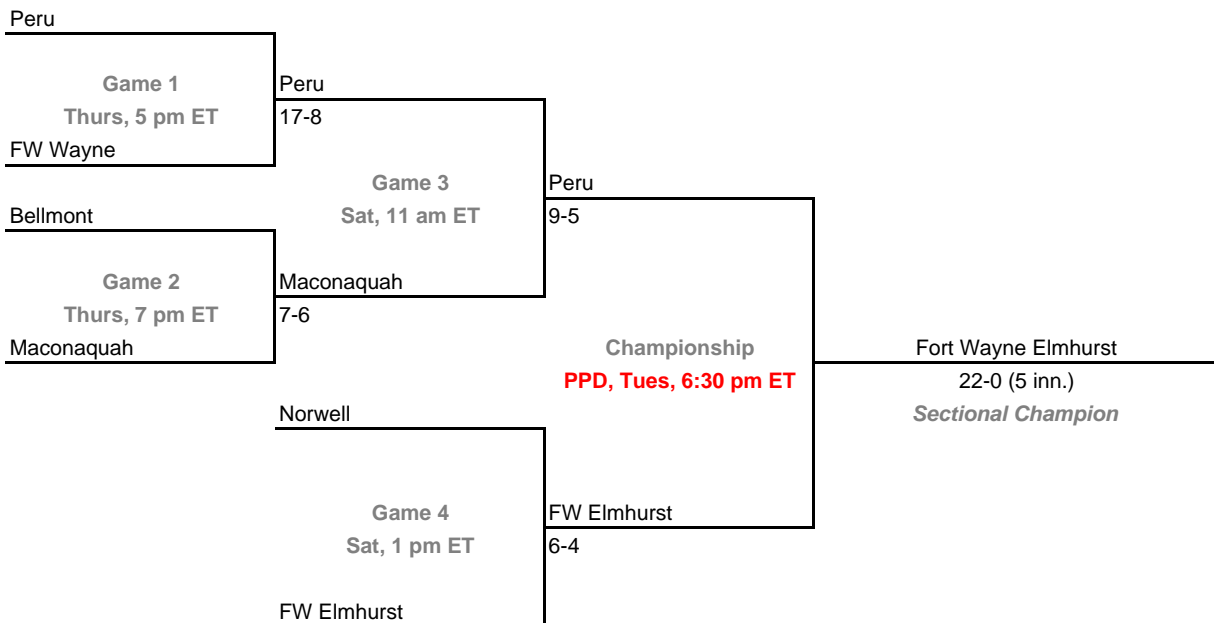 Peru
Game 1
Peru
Thurs, 5 pm ET
17-8
FW Wayne
Game 3
Peru
Bellmont
Sat, 11 am ET
9-5
Game 2
Maconaquah
Thurs, 7 pm ET
7-6
Maconaquah
Championship
Fort Wayne Elmhurst
PPD, Tues, 6:30 pm ET
22-0 (5 inn.)
Norwell
Sectional Champion
Game 4
FW Elmhurst
Sat, 1 pm ET
6-4
FW Elmhurst